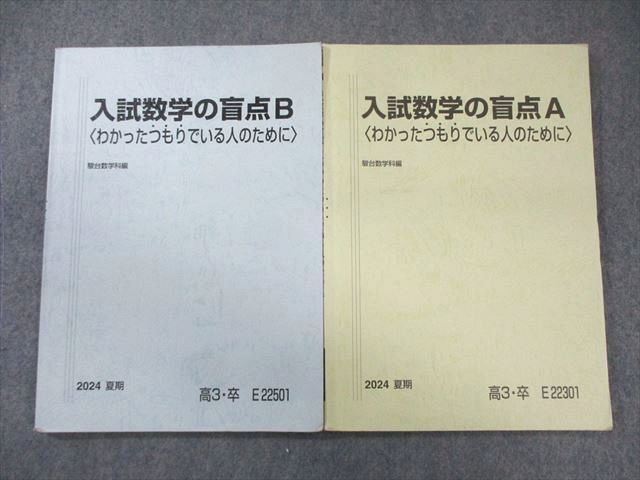 入試数学の盲点B
〈わかったつもりでいる人のために〉
駿台数学科編
2024 夏期
高3・卒 E22501
入試数学の盲点A
〈わかったつもりでいる人のために〉
駿台数学科編
2024 夏期
高3・卒 E22301